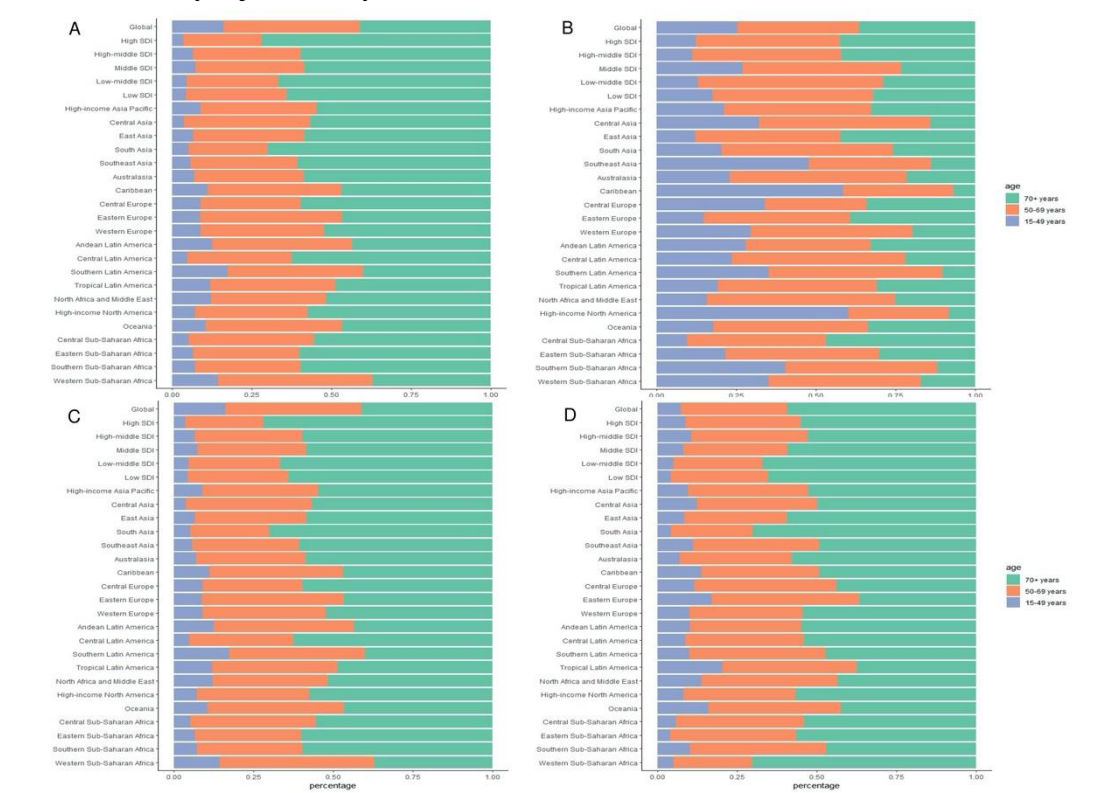 A
Global
High SDI
High-middle SDI
Middle SDI
Low-middle SDI
Low SDI
High-income Asia Pacific
Central Asia
East Asia
South Asia
Southeast Asia
Australasia
Caribbean
Central Europe
Eastern Europe
Western Europe
Andean Latin America
Central Latin America
Southern Latin America
Tropical Latin America
North Africa and Middle East
High-income North America
Oceania
Central Sub-Saharan Africa
Eastern Sub-Saharan Africa
Southern Sub-Saharan Africa
Western Sub-Saharan Africa
0.00 0.25 0.50 0.75 1.00
B
Global
High SDI
High-middle SDI
Middle SDI
Low-middle SDI
Low SDI
High-income Asia Pacific
Central Asia
East Asia
South Asia
Southeast Asia
Australasia
Caribbean
Central Europe
Eastern Europe
Western Europe
Andean Latin America
Central Latin America
Southern Latin America
Tropical Latin America
North Africa and Middle East
High-income North America
Oceania
Central Sub-Saharan Africa
Eastern Sub-Saharan Africa
Southern Sub-Saharan Africa
Western Sub-Saharan Africa
0.00 0.25 0.50 0.75 1.00
age
70+ years
50-69 years
15-49 years
C
Global
High SDI
High-middle SDI
Middle SDI
Low-middle SDI
Low SDI
High-income Asia Pacific
Central Asia
East Asia
South Asia
Southeast Asia
Australasia
Caribbean
Central Europe
Eastern Europe
Western Europe
Andean Latin America
Central Latin America
Southern Latin America
Tropical Latin America
North Africa and Middle East
High-income North America
Oceania
Central Sub-Saharan Africa
Eastern Sub-Saharan Africa
Southern Sub-Saharan Africa
Western Sub-Saharan Africa
0.00 0.25 0.50 0.75 1.00
percentage
D
Global
High SDI
High-middle SDI
Middle SDI
Low-middle SDI
Low SDI
High-income Asia Pacific
Central Asia
East Asia
South Asia
Southeast Asia
Australasia
Caribbean
Central Europe
Eastern Europe
Western Europe
Andean Latin America
Central Latin America
Southern Latin America
Tropical Latin America
North Africa and Middle East
High-income North America
Oceania
Central Sub-Saharan Africa
Eastern Sub-Saharan Africa
Southern Sub-Saharan Africa
Western Sub-Saharan Africa
0.00 0.25 0.50 0.75 1.00
percentage
age
70+ years
50-69 years
15-49 years